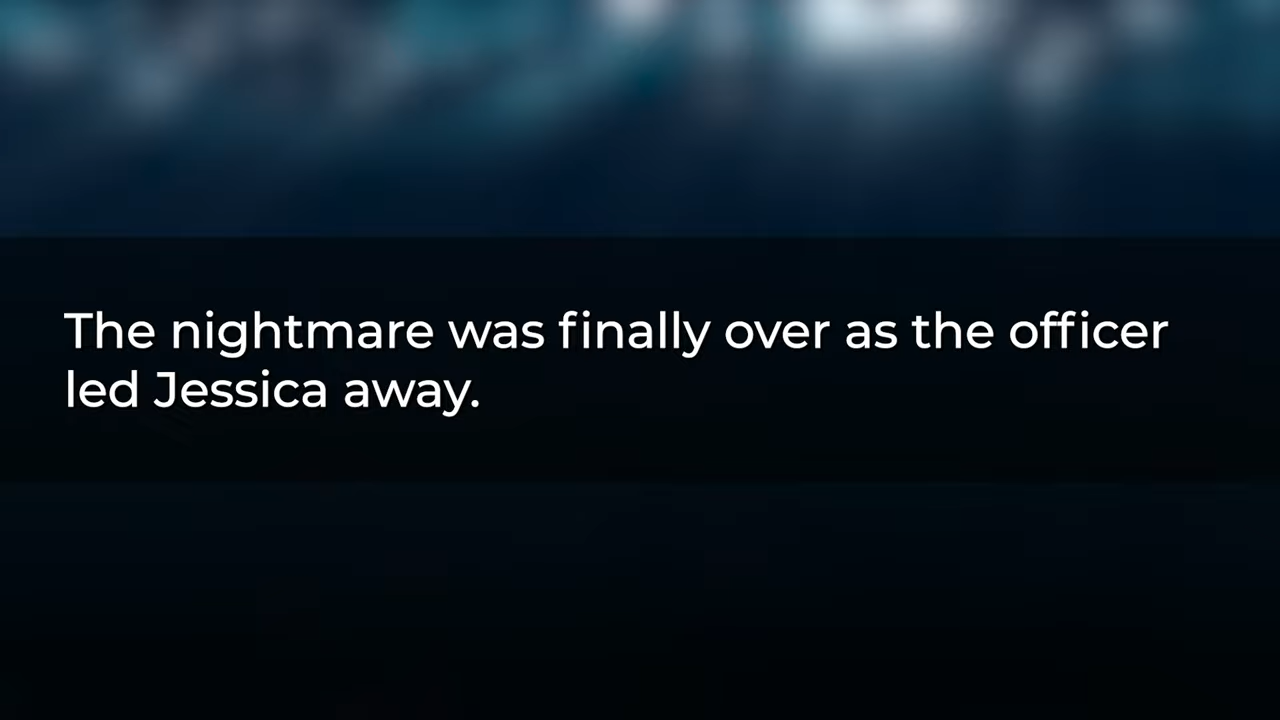 The nightmare was finally over as the officer
led Jessica away.